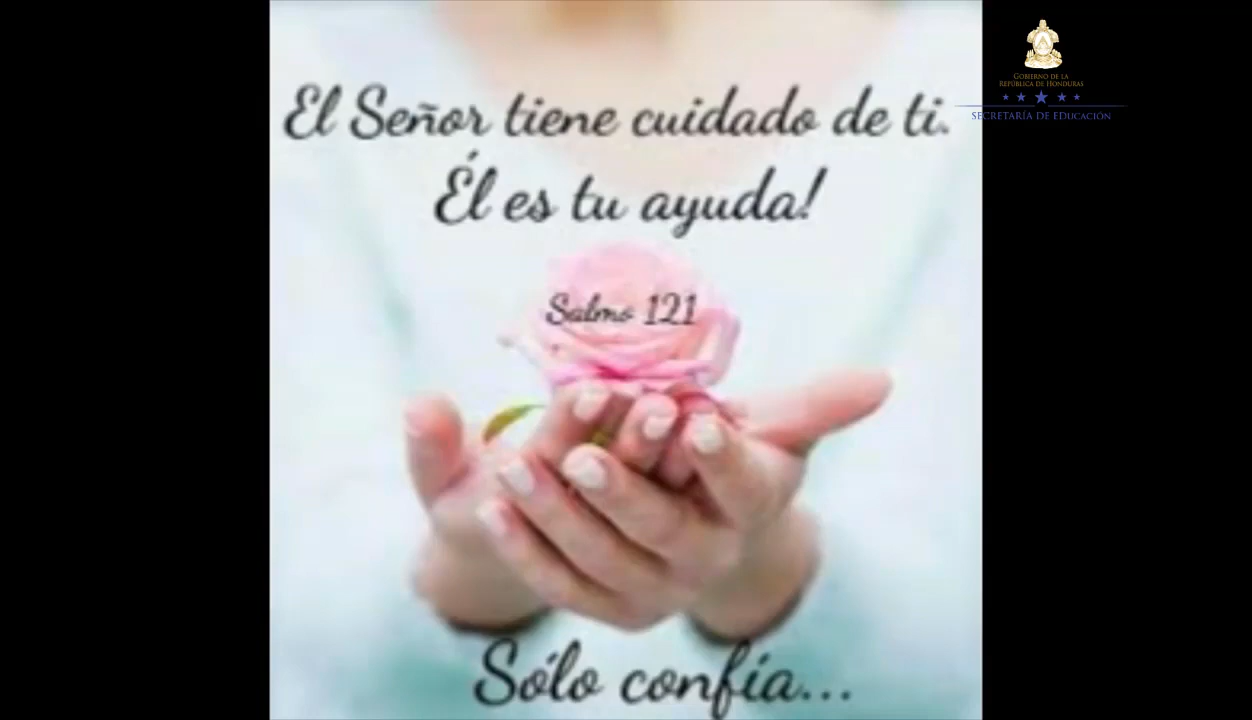 El Señor tiene cuidado de ti.
Él es tu ayuda!
Salmo 121
Sólo confía...
GOBIERNO DE LA
REPÚBLICA DE HONDURAS
SECRETARÍA DE EDUCACIÓN